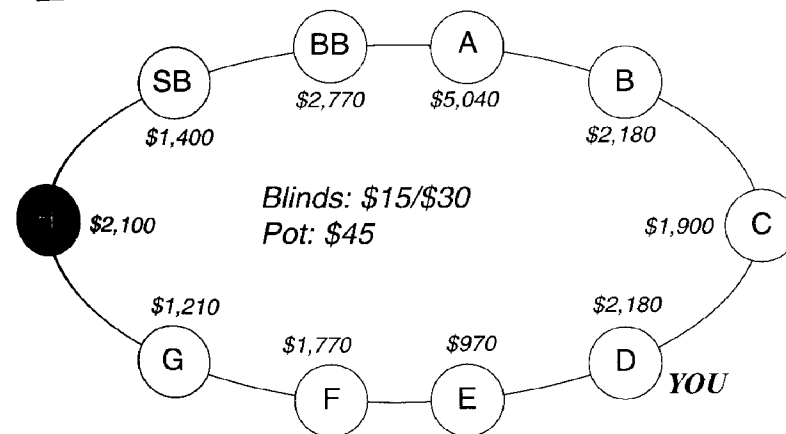 BB
A
SB
B
$2,770
$5,040
$1,400
$2,180
Blinds: $15/$30
$2,100
$1,900
C
Pot: $45
$1,210
$2,180
$1,770
$970
G
D
YOU
F
E